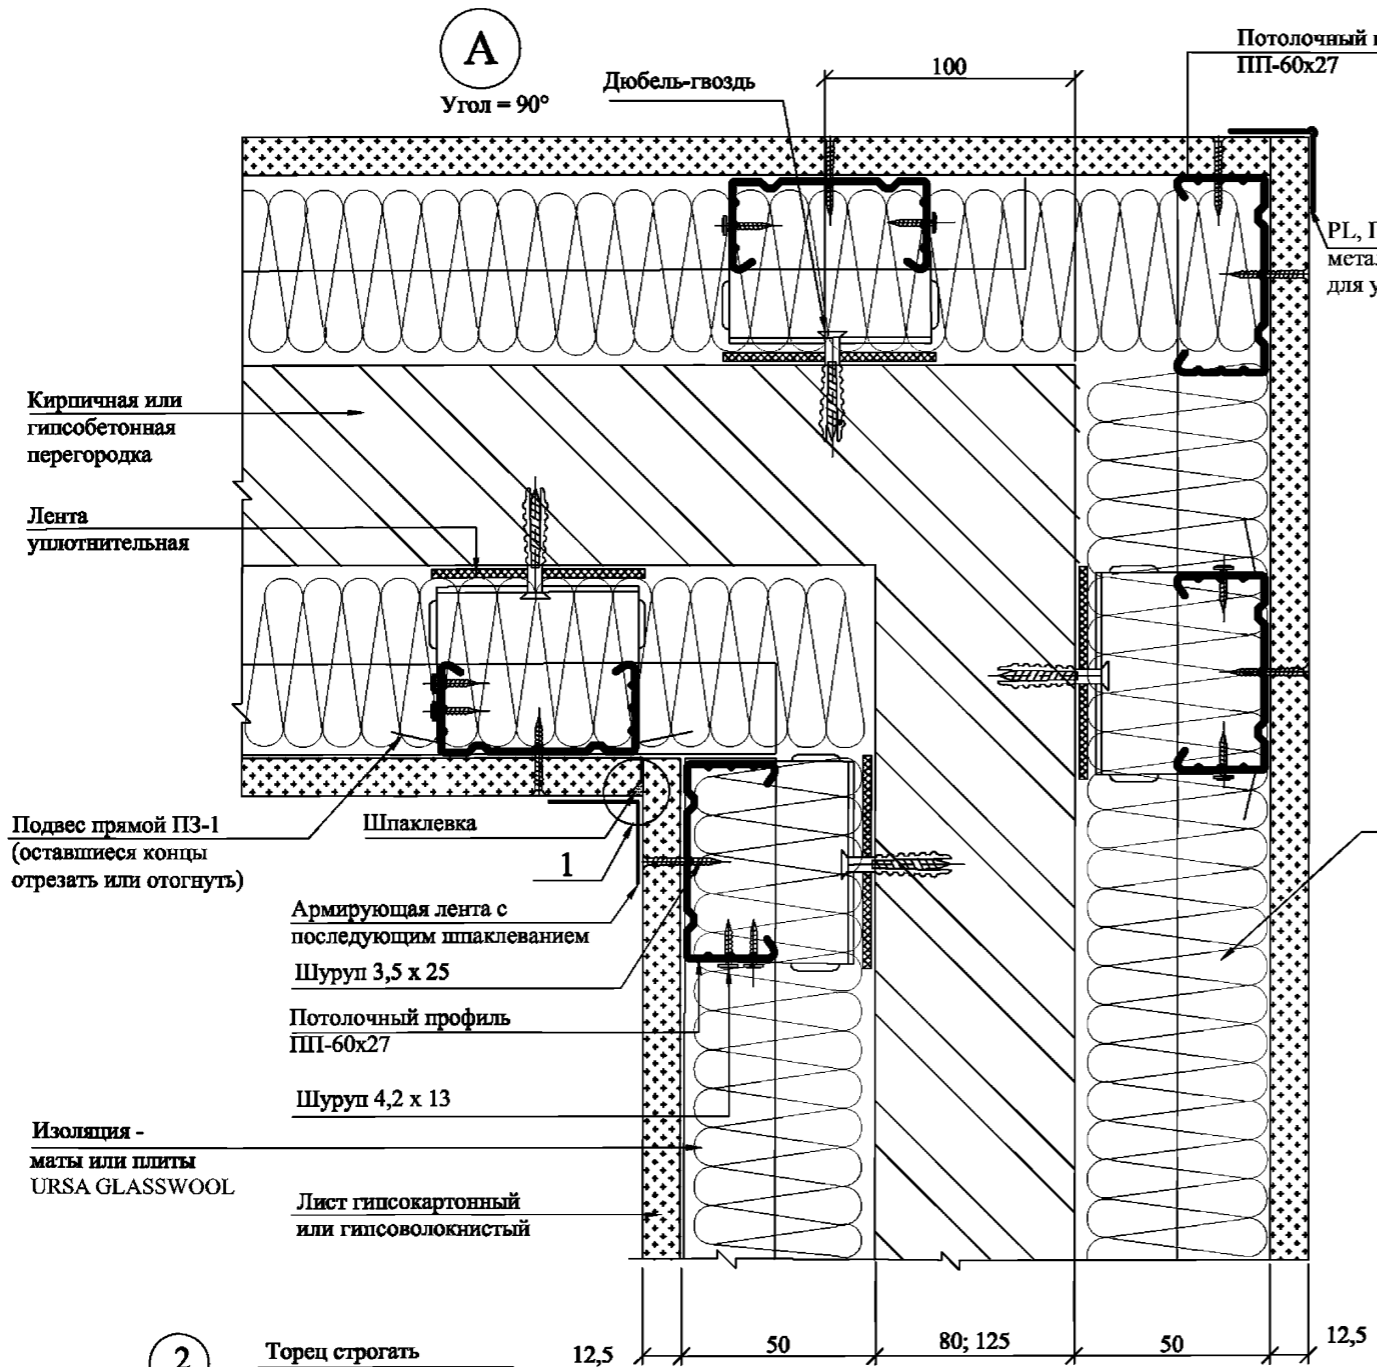 А
Угол = 90°
Дюбель-гвоздь
100
Потолочный
ПП-60х27
PL,
для
Кирпичная или
гипсобетонная
перегородка
Лента
уплотнительная
Подвес прямой ПЗ-1
(оставшиеся концы
отрезать или отогнуть)
Шпаклевка
1
Армирующая лента с
последующим шпаклеванием
Шуруп 3,5 х 25
Потолочный профиль
ПП-60х27
Шуруп 4,2 х 13
Изоляция -
маты или плиты
URSA GLASSWOOL
Лист гипсокартонный
или гипсоволокнистый
2
Торец строгать
12,5
50
80; 125
50
12,5